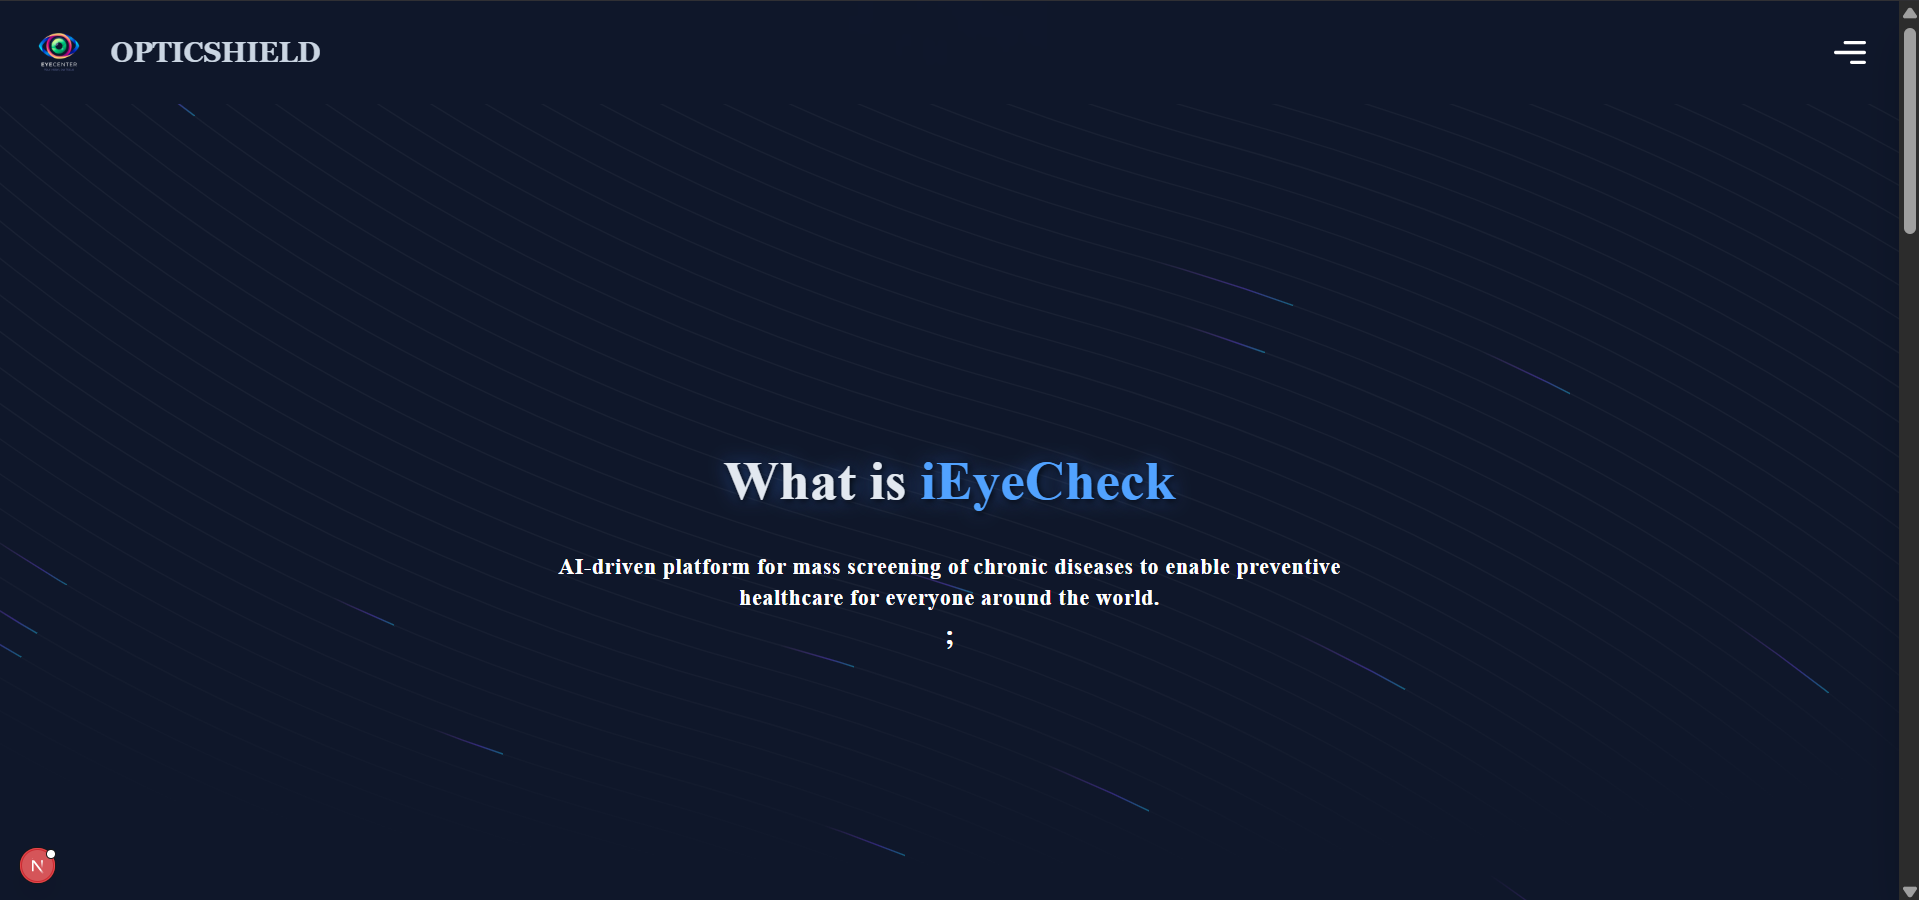 EYECENTER
OPTICSHIELD
What is iEyeCheck
AI-driven platform for mass screening of chronic diseases to enable preventive
healthcare for everyone around the world.
;
N